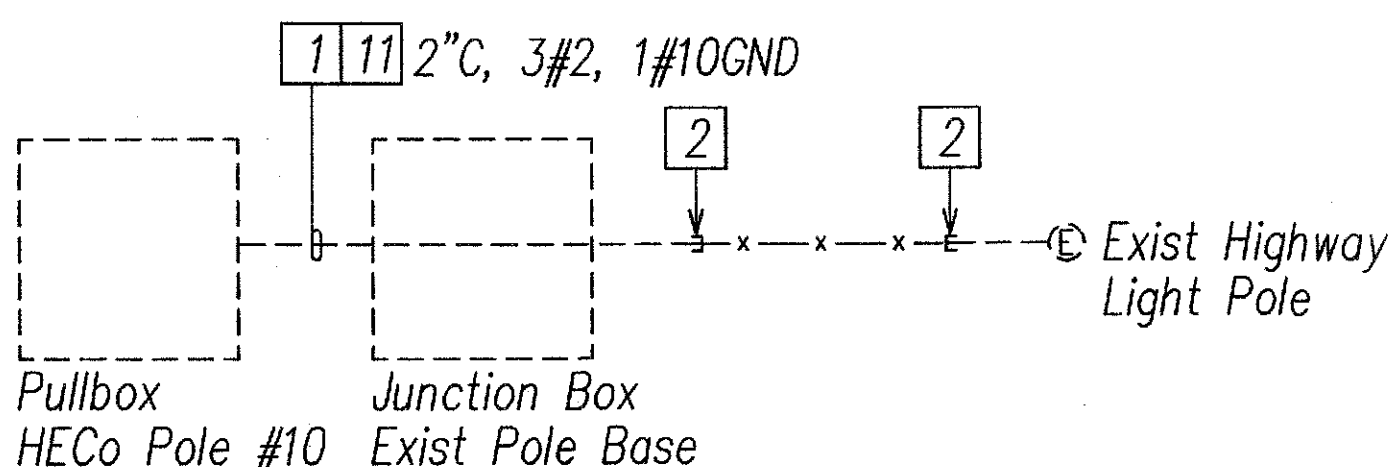 1 11 2"C, 3#2, 1#10GND
2 2
x x x
E Exist Highway
Light Pole
Pullbox Junction Box
HECo Pole #10 Exist Pole Base